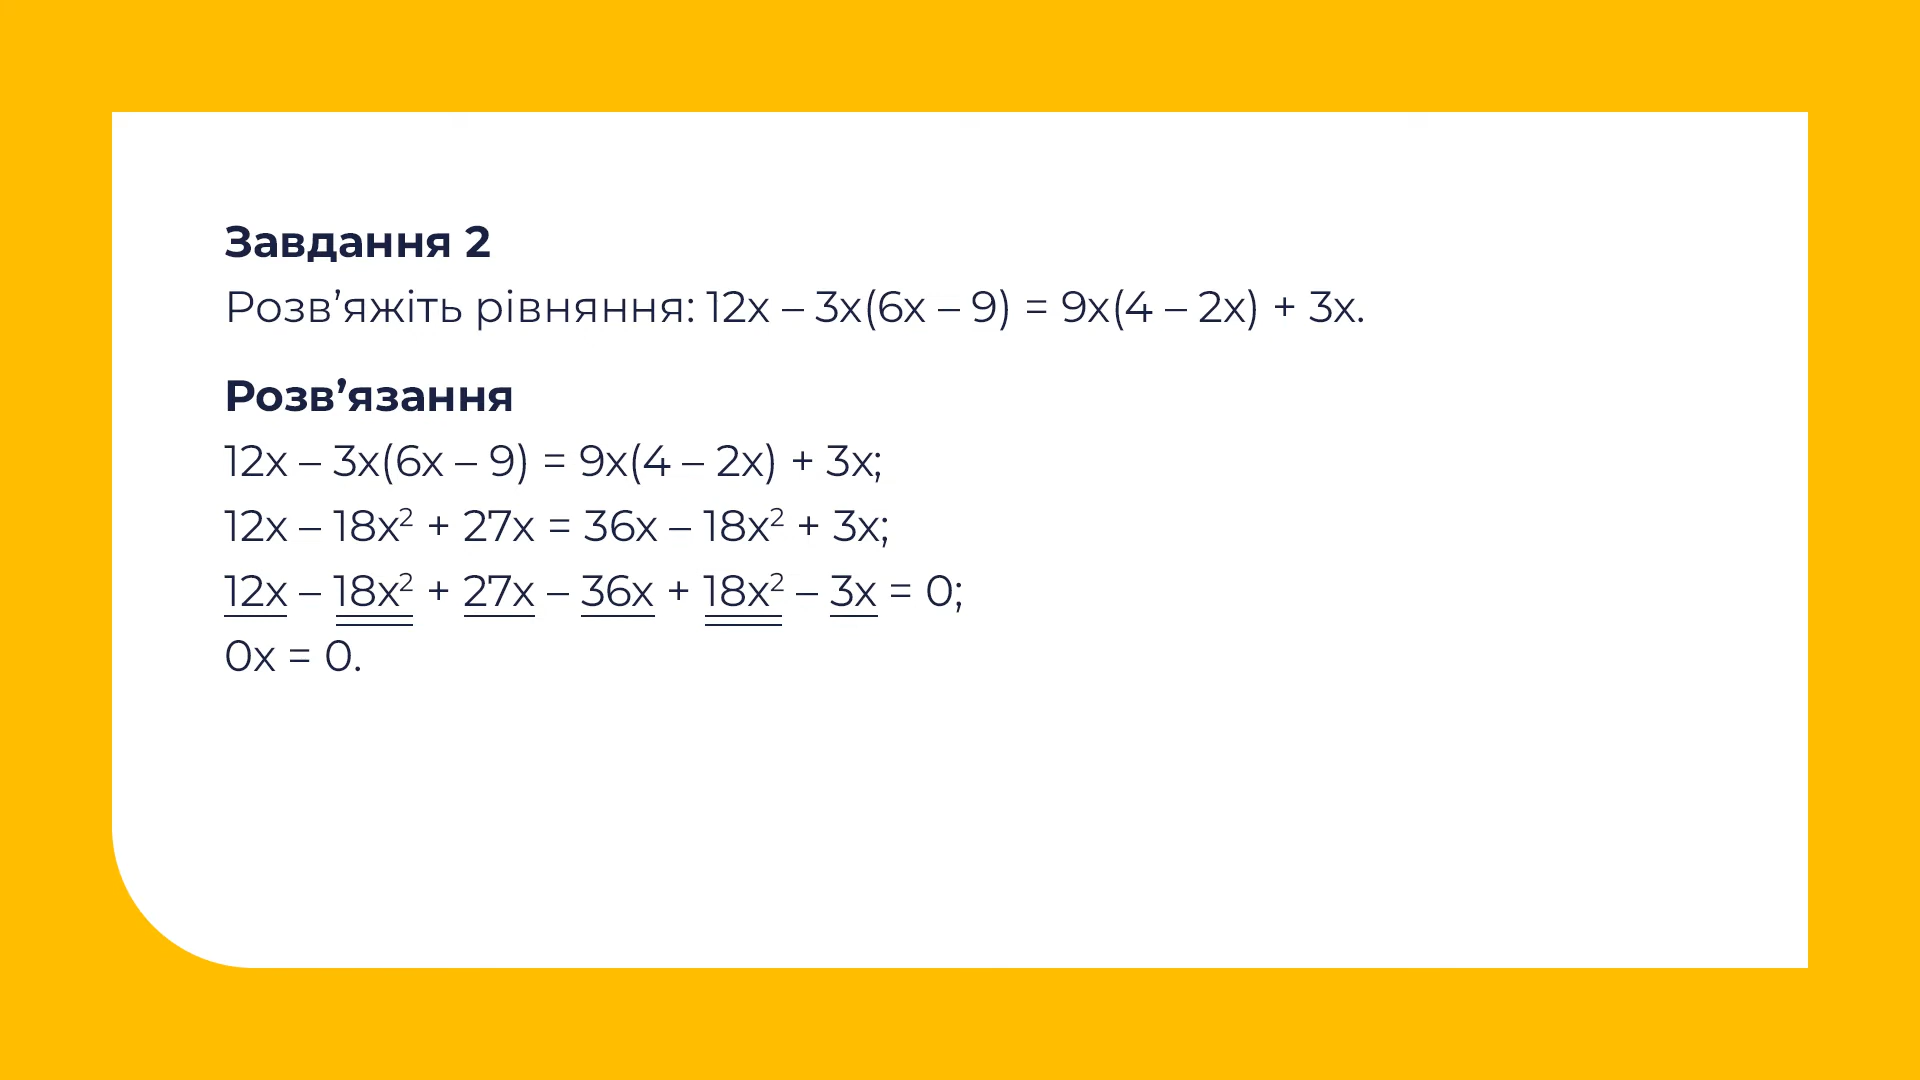 Завдання 2
Розв’яжіть рівняння: 12x – 3x(6x – 9) = 9x(4 – 2x) + 3x.
Розв’язання
12x – 3x(6x – 9) = 9x(4 – 2x) + 3x;
12x – 18x² + 27x = 36x – 18x² + 3x;
12x – 18x² + 27x – 36x + 18x² – 3x = 0;
0x = 0.